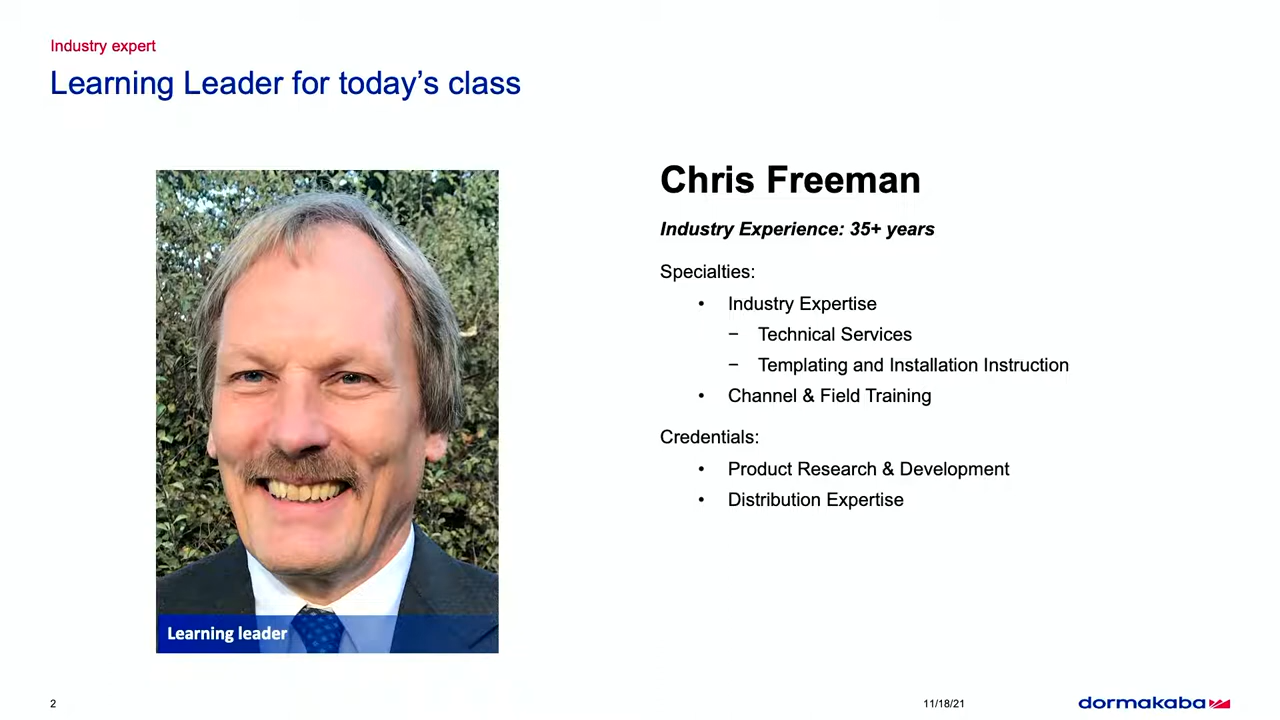 Industry expert
Learning Leader for today’s class
Chris Freeman
Industry Experience: 35+ years
Specialties:
• Industry Expertise
− Technical Services
− Templating and Installation Instruction
• Channel & Field Training
Credentials:
• Product Research & Development
• Distribution Expertise
Learning leader
2
11/18/21
dormakaba